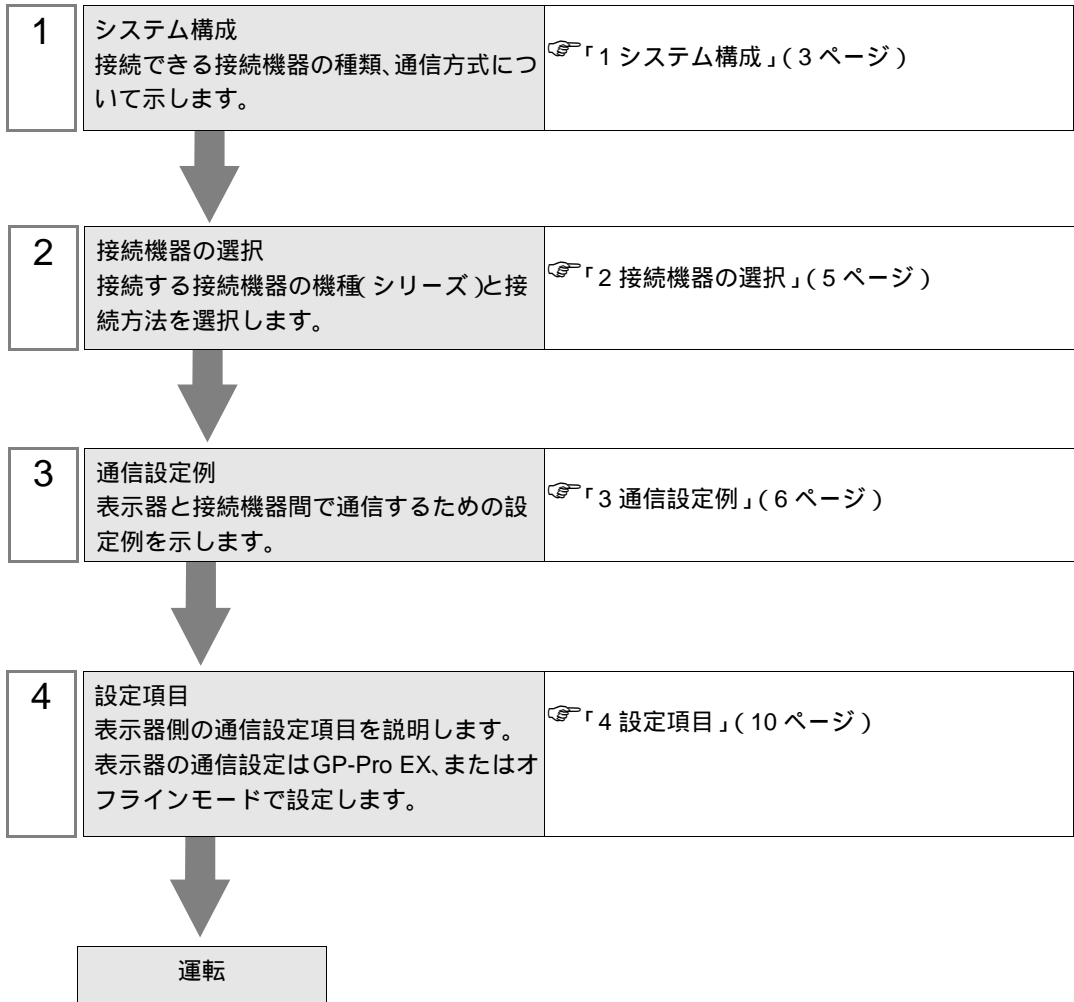 1
システム構成
接続できる接続機器の種類、通信方式につ
いて示します。
☞「1 システム構成」(3 ページ)
2
接続機器の選択
接続する接続機器の機種(シリーズ)と接
続方法を選択します。
☞「2 接続機器の選択」(5 ページ)
3
通信設定例
表示器と接続機器間で通信するための設
定例を示します。
☞「3 通信設定例」(6 ページ)
4
設定項目
表示器側の通信設定項目を説明します。
表示器の通信設定はGP-Pro EX、またはオ
フラインモードで設定します。
☞「4 設定項目」(10 ページ)
運転